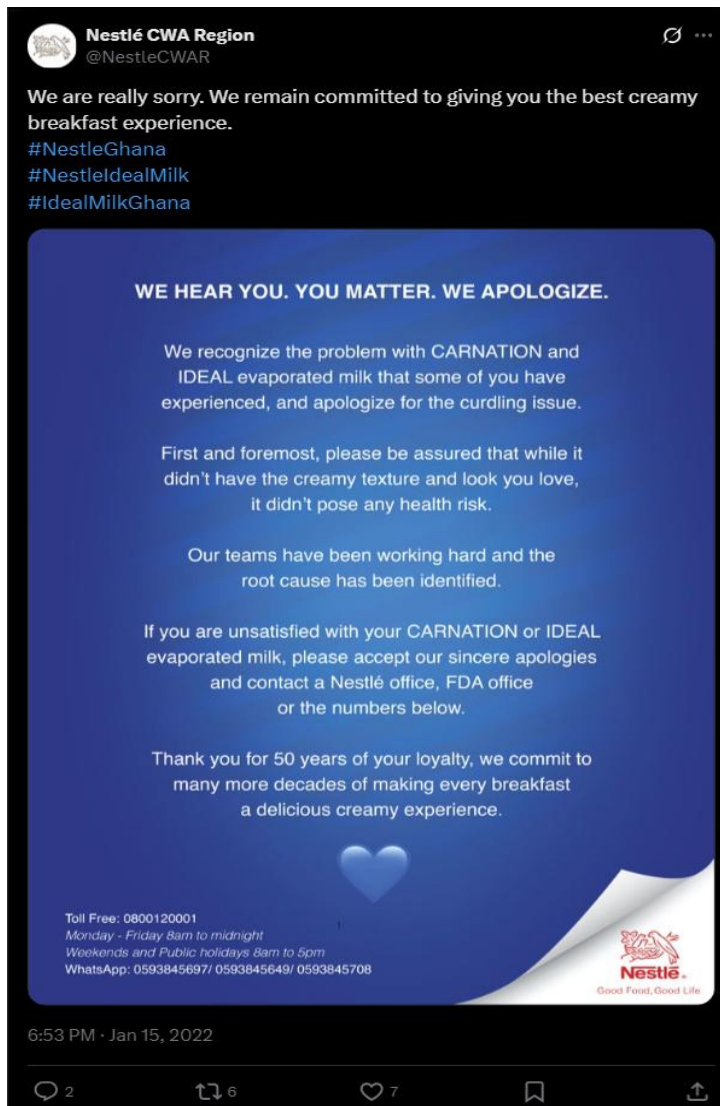 Nestlé CWA Region
@NestleCWAR
We are really sorry. We remain committed to giving you the best creamy
breakfast experience.
#NestleGhana
#NestleIdealMilk
#IdealMilkGhana
WE HEAR YOU. YOU MATTER. WE APOLOGIZE.
We recognize the problem with CARNATION and
IDEAL evaporated milk that some of you have
experienced, and apologize for the curdling issue.
First and foremost, please be assured that while it
didn't have the creamy texture and look you love,
it didn't pose any health risk.
Our teams have been working hard and the
root cause has been identified.
If you are unsatisfied with your CARNATION or IDEAL
evaporated milk, please accept our sincere apologies
and contact a Nestlé office, FDA office
or the numbers below.
Thank you for 50 years of your loyalty, we commit to
many more decades of making every breakfast
a delicious creamy experience.
Toll Free: 0800120001
Monday - Friday 8am to midnight
Weekends and Public holidays 8am to 5pm
WhatsApp: 0593845697/ 0593845649/ 0593845708
Nestlé.
Good Food, Good Life
6:53 PM · Jan 15, 2022
2
6
7